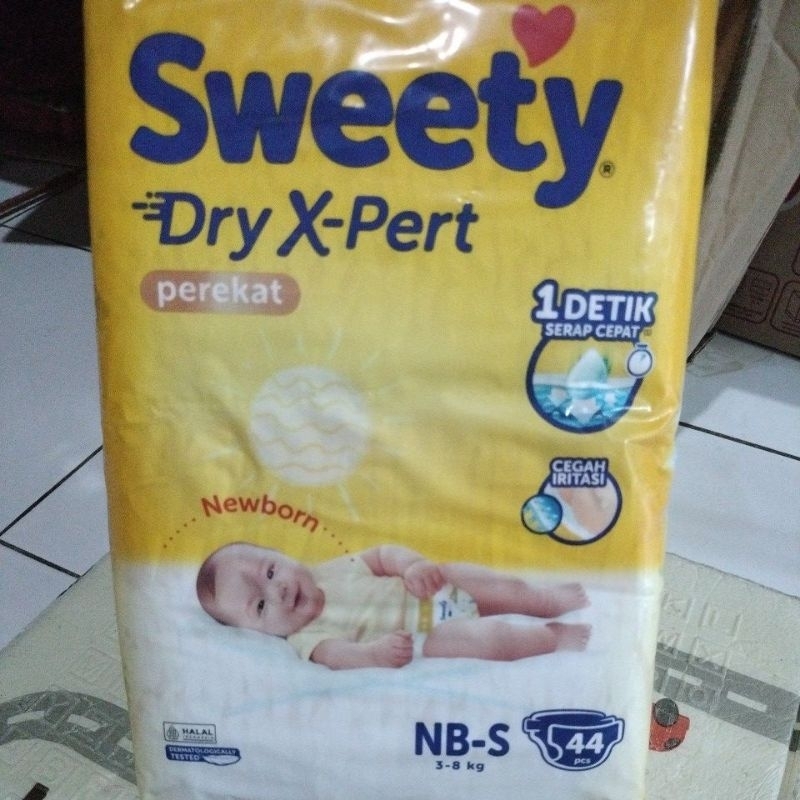 Sweety
®
Dry X-Pert
perekat
1 DETIK
SERAP CEPAT
CEGAH
IRITASI
Newborn
HALAL
INDONESIA
DERMATOLOGICALLY
TESTED
NB-S
3-8 kg
44
pcs